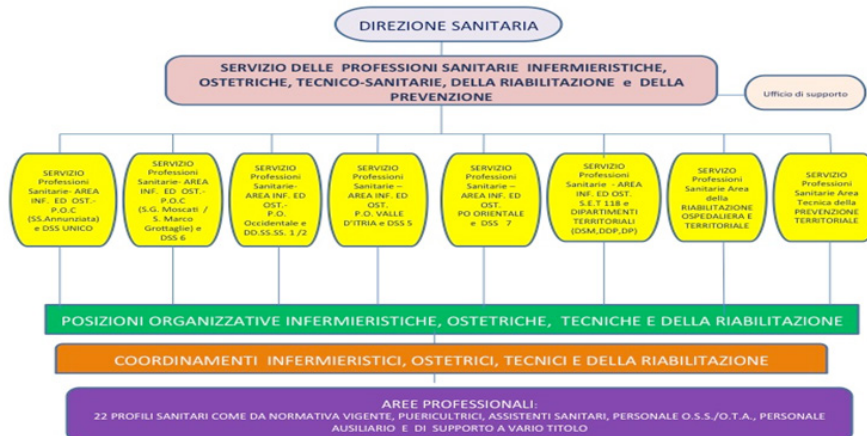 DIREZIONE SANITARIA
SERVIZIO DELLE PROFESSIONI SANITARIE INFERMIERISTICHE,
OSTETRICHE, TECNICO-SANITARIE, DELLA RIABILITAZIONE e DELLA
PREVENZIONE
Ufficio di supporto
SERVIZIO
Professioni
Sanitarie- AREA
INF. ED OST.-
P.O.C
(SS.Annunziata)
e DSS UNICO
SERVIZIO
Professioni
Sanitarie- AREA
INF. ED OST.-
P.O.C
(S.G. Moscati /
S. Marco
Grottaglie) e
DSS 6
SERVIZIO
Professioni
Sanitarie-
AREA INF. ED
OST.-
P.O.
Occidentale e
DD.SS.SS. 1 /2
SERVIZIO
Professioni
Sanitarie –
AREA INF. ED
OST.
P.O. VALLE
D'ITRIA e DSS 5
SERVIZIO
Professioni
Sanitarie –
AREA INF. ED
OST.
PO ORIENTALE
e DSS 7
SERVIZIO
Professioni
Sanitarie - AREA
INF. ED OST.
S.E.T 118 e
DIPARTIMENTI
TERRITORIALI
(DSM,DDP,DP)
SERVIZIO
Professioni
Sanitarie Area
della
RIABILITAZIONE
OSPEDALIERA E
TERRITORIALE
SERVIZIO
Professioni
Sanitarie Area
Tecnica della
PREVENZIONE
TERRITORIALE
POSIZIONI ORGANIZZATIVE INFERMIERISTICHE, OSTETRICHE, TECNICHE E DELLA RIABILITAZIONE
COORDINAMENTI INFERMIERISTICI, OSTETRICI, TECNICI E DELLA RIABILITAZIONE
AREE PROFESSIONALI:
22 PROFILI SANITARI COME DA NORMATIVA VIGENTE, PUERICULTRICI, ASSISTENTI SANITARI, PERSONALE O.S.S./O.T.A., PERSONALE
AUSILIARIO E DI SUPPORTO A VARIO TITOLO